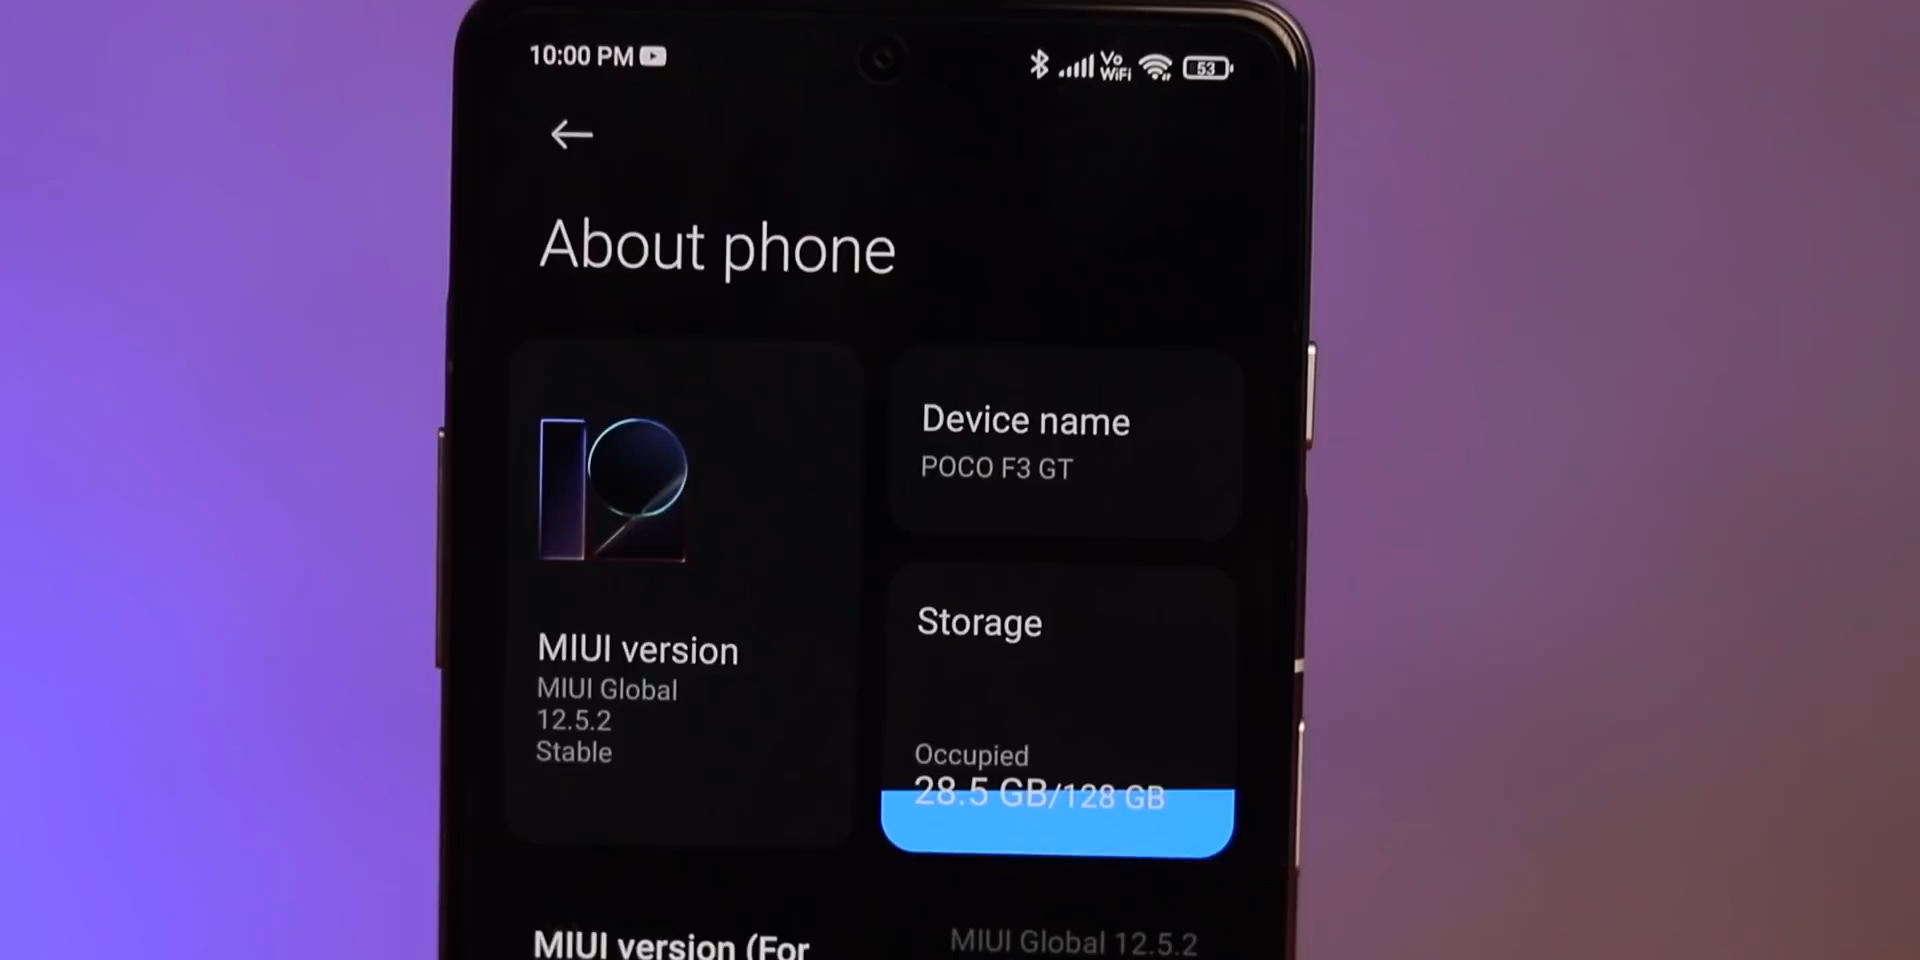 10:00 PM
Vo
WiFi
53
About phone
12
MIUI version
MIUI Global
12.5.2
Stable
Device name
POCO F3 GT
Storage
Occupied
28.5 GB/128 GB
MIUI version (For
MIUI Global 12.5.2